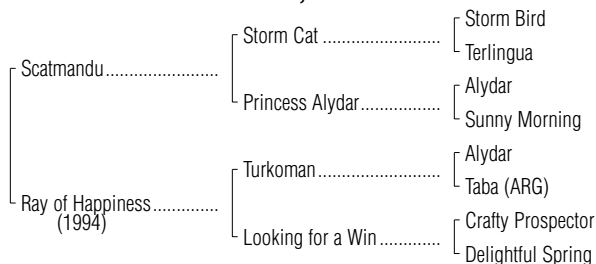 Storm Bird
Storm Cat ........................
Terlingua
Scatmandu.......................
Alydar
Princess Alydar................
Sunny Morning
Alydar
Turkoman.........................
Taba (ARG)
Ray of Happiness..............
(1994)
Crafty Prospector
Looking for a Win.............
Delightful Spring